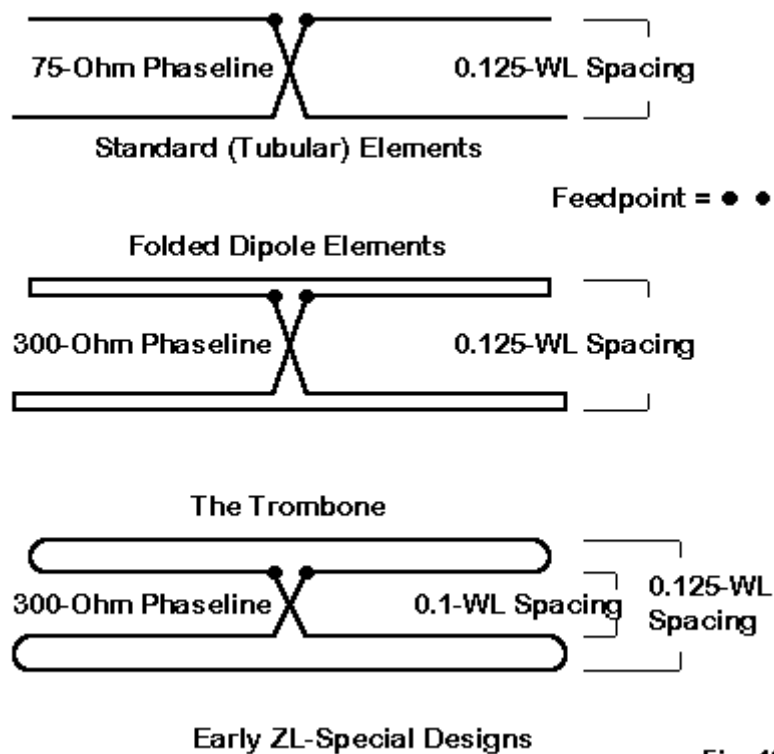 75-Ohm Phaseline
0.125-WL Spacing
Standard (Tubular) Elements
Feedpoint =
Folded Dipole Elements
300-Ohm Phaseline
0.125-WL Spacing
The Trombone
300-Ohm Phaseline
0.1-WL Spacing
0.125-WL
Spacing
Early ZL-Special Designs